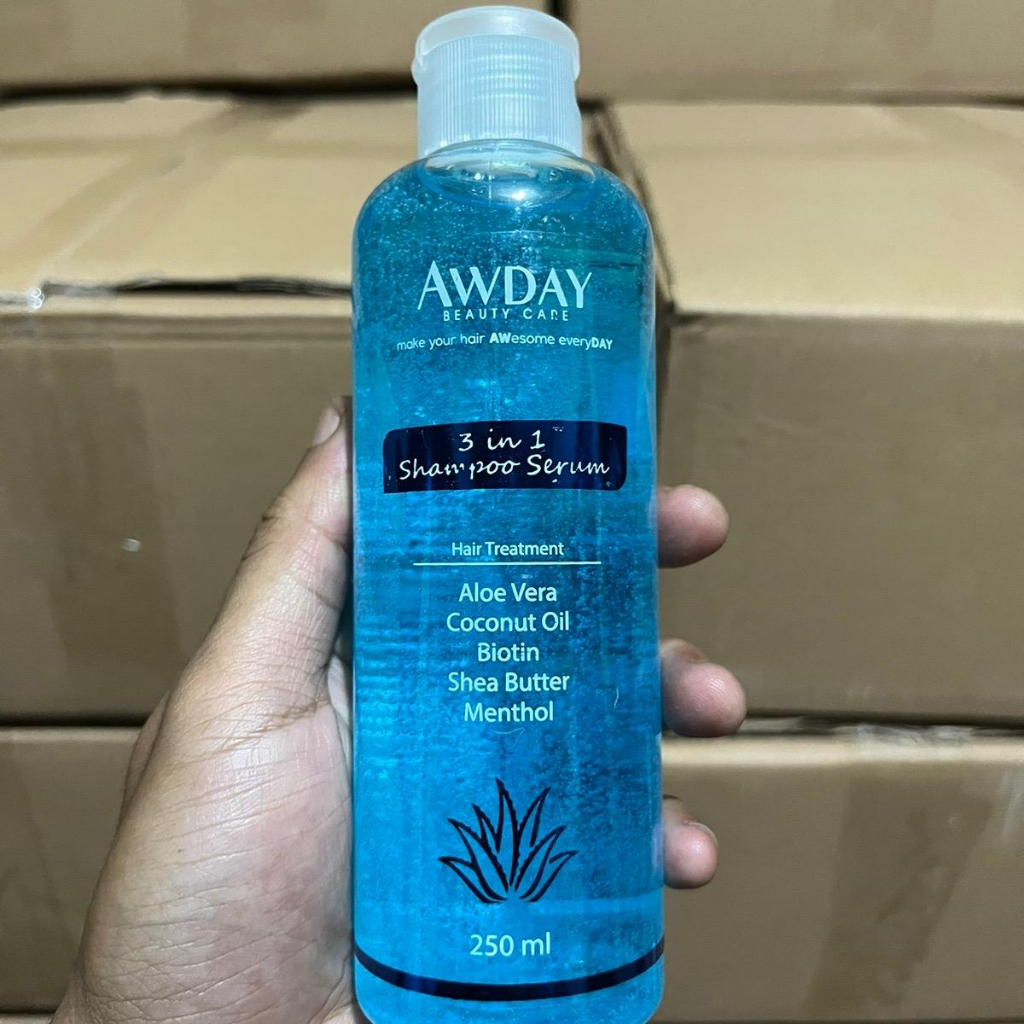 AWDAY
BEAUTY CARE
make your hair AWesome everyDAY
3 in 1
Shampoo Serum
Hair Treatment
Aloe Vera
Coconut Oil
Biotin
Shea Butter
Menthol
250 ml